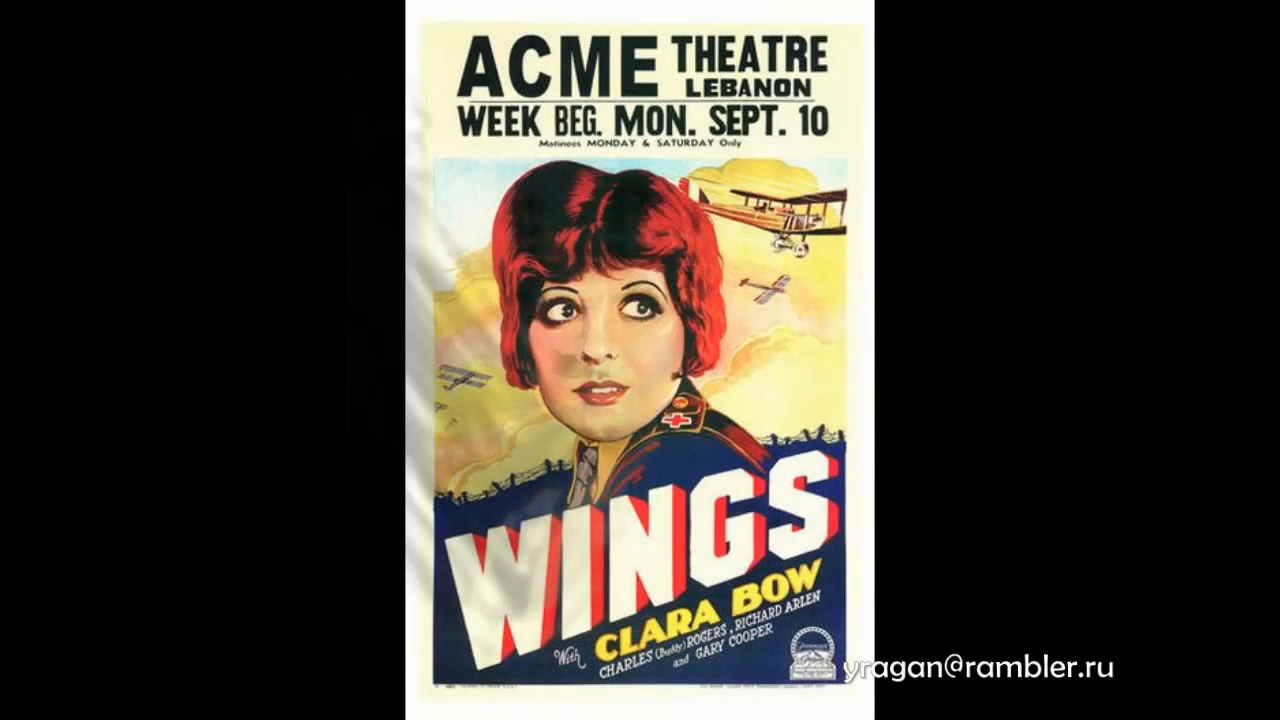 ACME THEATRE
LEBANON
WEEK BEG. MON. SEPT. 10
Matinees MONDAY & SATURDAY Only
WINGS
With CLARA BOW
CHARLES (Buddy) ROGERS, RICHARD ARLEN
and GARY COOPER
Paramount
yragan@rambler.ru